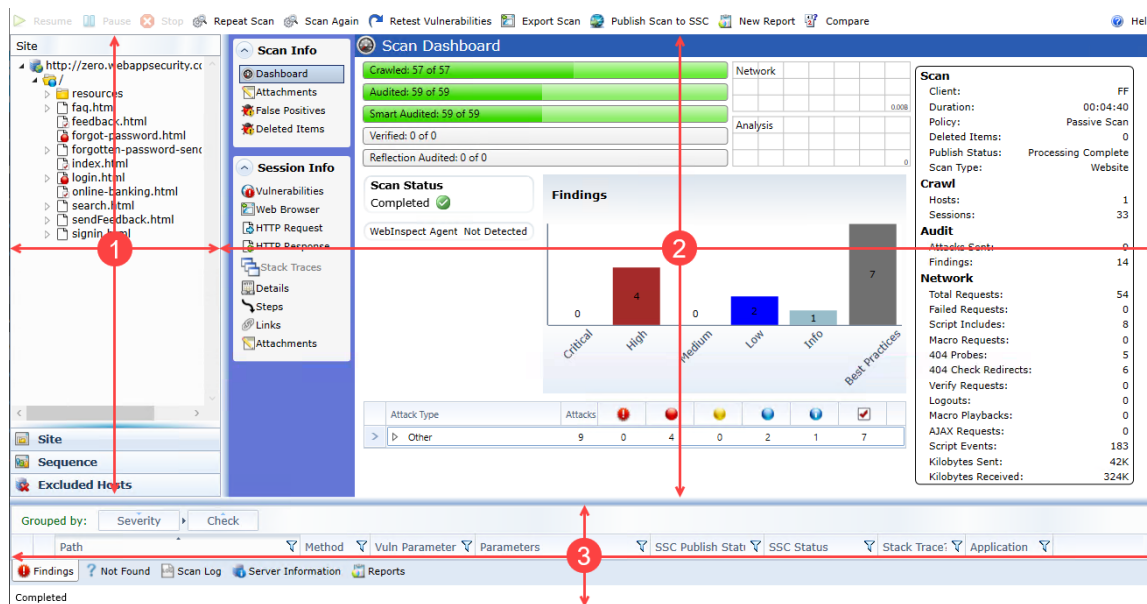 Resume Pause Stop Repeat Scan Scan Again Retest Vulnerabilities Export Scan Publish Scan to SSC New Report Compare Hel
Site
http://zero.webappsecurity.cc
/
resources
faq.html
feedback.html
forgot-password.html
forgotten-password-senc
index.html
login.html
online-banking.html
search.html
sendFeedback.html
signin.html
Site
Sequence
Excluded Hosts
Scan Info
Dashboard
Attachments
False Positives
Deleted Items
Session Info
Vulnerabilities
Web Browser
HTTP Request
HTTP Response
Stack Traces
Details
Steps
Links
Attachments
Scan Dashboard
Crawled: 57 of 57
Audited: 59 of 59
Smart Audited: 59 of 59
Verified: 0 of 0
Reflection Audited: 0 of 0
Network
0.00B
Analysis
0
Scan Status
Completed
WebInspect Agent Not Detected
Findings
0 4 0 2 1 7
Critical High Medium Low Info Best Practices
Attack Type Attacks
Other 9 0 4 0 2 1 7
Scan
Client: FF
Duration: 00:04:40
Policy: Passive Scan
Deleted Items: 0
Publish Status: Processing Complete
Scan Type: Website
Crawl
Hosts: 1
Sessions: 33
Audit
Attacks Sent: 0
Findings: 14
Network
Total Requests: 54
Failed Requests: 0
Script Includes: 8
Macro Requests: 0
404 Probes: 5
404 Check Redirects: 6
Verify Requests: 0
Logouts: 0
Macro Playbacks: 0
AJAX Requests: 0
Script Events: 183
Kilobytes Sent: 42K
Kilobytes Received: 324K
1
2
3
Grouped by: Severity Check
Path Method Vuln Parameter Parameters SSC Publish Stat SSC Status Stack Trace? Application
Findings Not Found Scan Log Server Information Reports
Completed